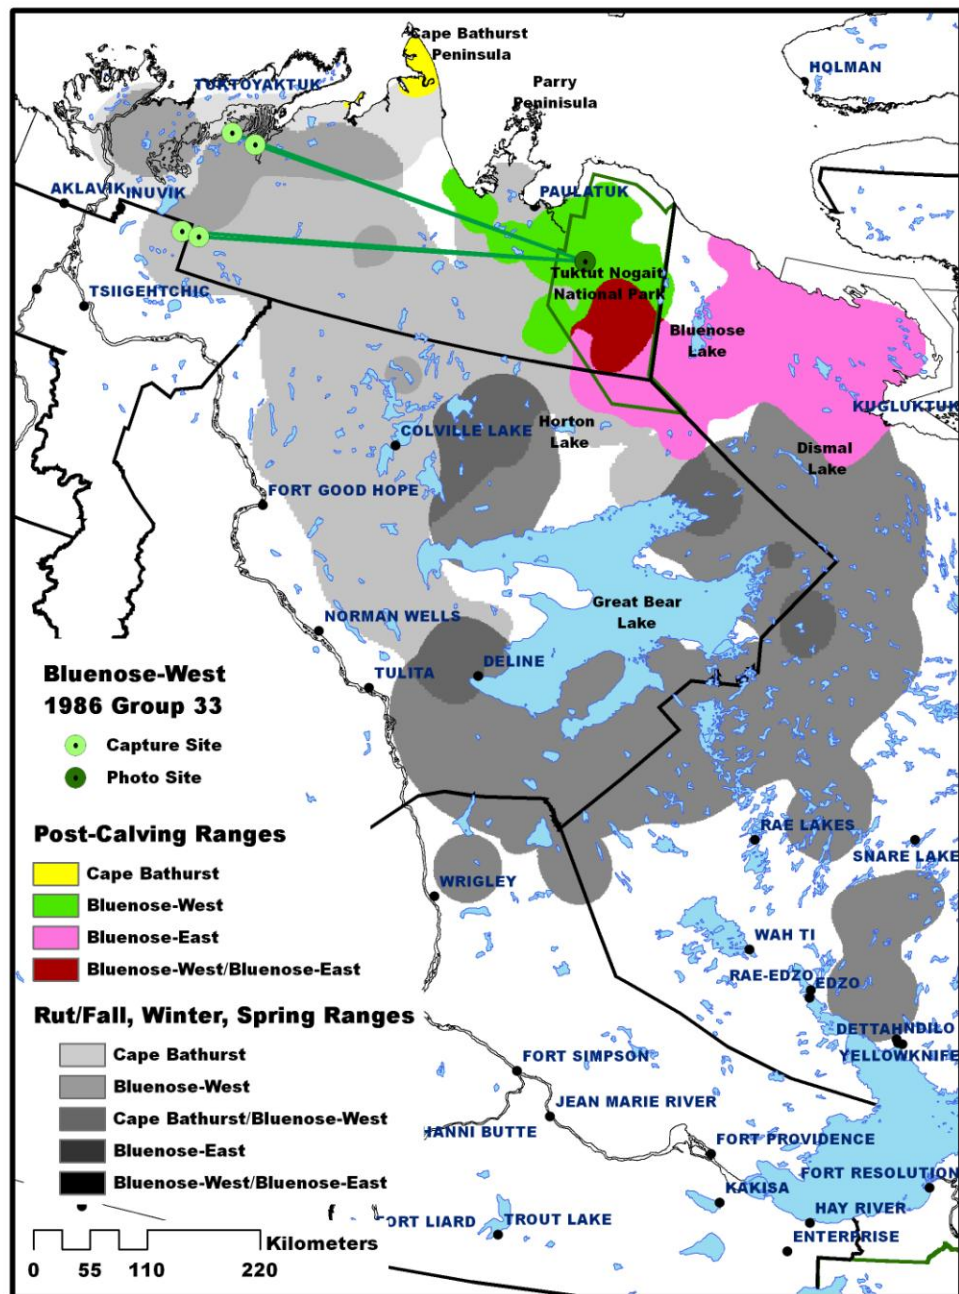 Cape Bathurst
Peninsula
HOLMAN
TUKTOYAKTUK
Parry
Peninisula
AKLAVIK
INUVIK
PAULATUK
TSIIGEHTCHIC
Tuktut Nogait
National Park
Bluenose
Lake
KUGLUKTUK
Horton
Lake
COLVILLE LAKE
Dismal
Lake
FORT GOOD HOPE
Great Bear
Lake
NORMAN WELLS
DELINE
TULITA
Bluenose-West
1986 Group 33
Capture Site
Photo Site
Post-Calving Ranges
Cape Bathurst
Bluenose-West
Bluenose-East
Bluenose-West/Bluenose-East
RAE LAKES
SNARE LAKE
WRIGLEY
WAH TI
RAE-EDZO
EDZO
DETTAH
NDILO
YELLOWKNIFE
Rut/Fall, Winter, Spring Ranges
Cape Bathurst
Bluenose-West
Cape Bathurst/Bluenose-West
Bluenose-East
Bluenose-West/Bluenose-East
FORT SIMPSON
JEAN MARIE RIVER
HANNI BUTTE
FORT PROVIDENCE
FORT RESOLUTION
KAKISA
HAY RIVER
ORT LIARD
TROUT LAKE
ENTERPRISE
Kilometers
0 55 110 220